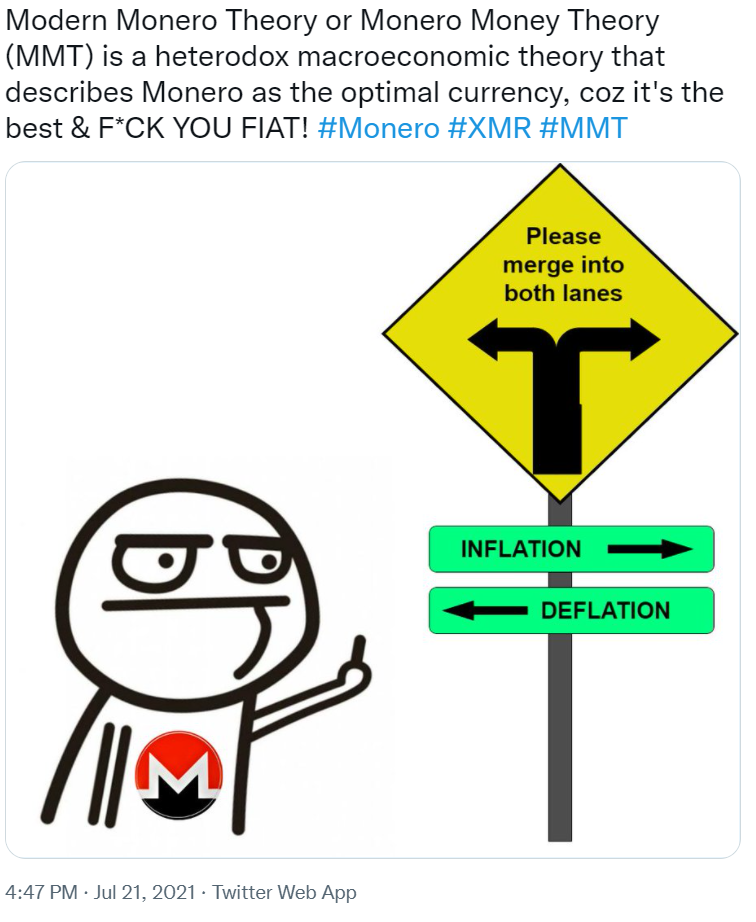 Modern Monero Theory or Monero Money Theory
(MMT) is a heterodox macroeconomic theory that
describes Monero as the optimal currency, coz it's the
best & F*CK YOU FIAT! #Monero #XMR #MMT
Please
merge into
both lanes
INFLATION
DEFLATION
M
4:47 PM · Jul 21, 2021 · Twitter Web App